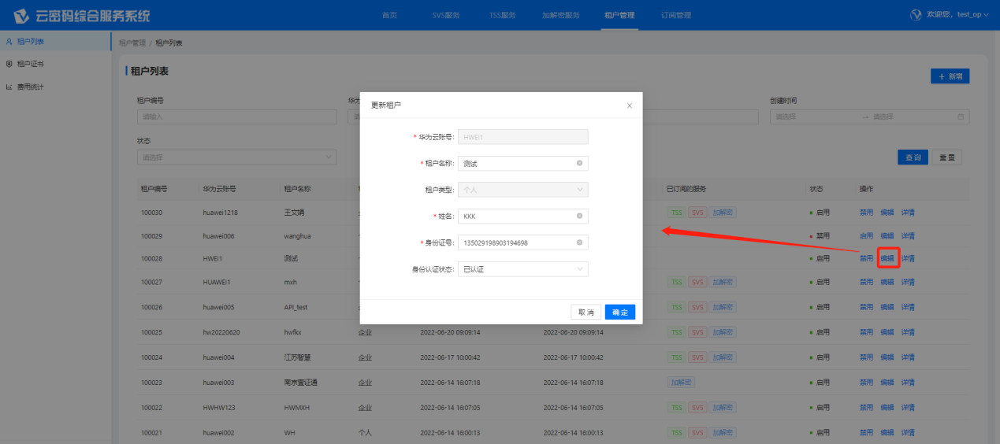 云密码综合服务系统
首页 SVS服务 TSS服务 加解密服务 租户管理 订阅管理
欢迎您，test_op
租户列表
租户证书
费用统计
租户管理 / 租户列表
租户列表
+ 新增
租户编号 华为 创建时间
请输入 请选择 → 请选择
状态
请选择
查询 重置
租户编号 华为云账号 租户名称 已订阅的服务 状态 操作
100030 huawei1218 王文娟 TSS SVS 加解密 启用 禁用 编辑 详情
100029 huawei006 wanghua 禁用 启用 编辑 详情
100028 HWEI1 测试 启用 禁用 编辑 详情
100027 HUAWEI1 mxh TSS SVS 加解密 启用 禁用 编辑 详情
100026 huawei005 API_test TSS SVS 加解密 启用 禁用 编辑 详情
100025 hw20220620 hwfkx 企业 2022-06-20 09:09:14 2022-06-20 09:09:14 TSS SVS 加解密 启用 禁用 编辑 详情
100024 huawei004 江苏智慧 企业 2022-06-17 10:00:42 2022-06-17 10:00:42 TSS SVS 加解密 启用 禁用 编辑 详情
100023 huawei003 南京壹证通 企业 2022-06-14 16:07:18 2022-06-14 16:07:18 加解密 启用 禁用 编辑 详情
100022 HWHW123 HWMXH 企业 2022-06-14 16:07:05 2022-06-14 16:07:05 TSS SVS 加解密 启用 禁用 编辑 详情
100021 huawei002 WH 个人 2022-06-14 16:00:13 2022-06-14 16:00:13 TSS SVS 加解密 启用 禁用 编辑 详情
更新租户
* 华为云账号: HWEI1
* 租户名称: 测试
租户类型: 个人
* 姓名: KKK
* 身份证号: 135029198903194698
身份认证状态: 已认证
取消 确定